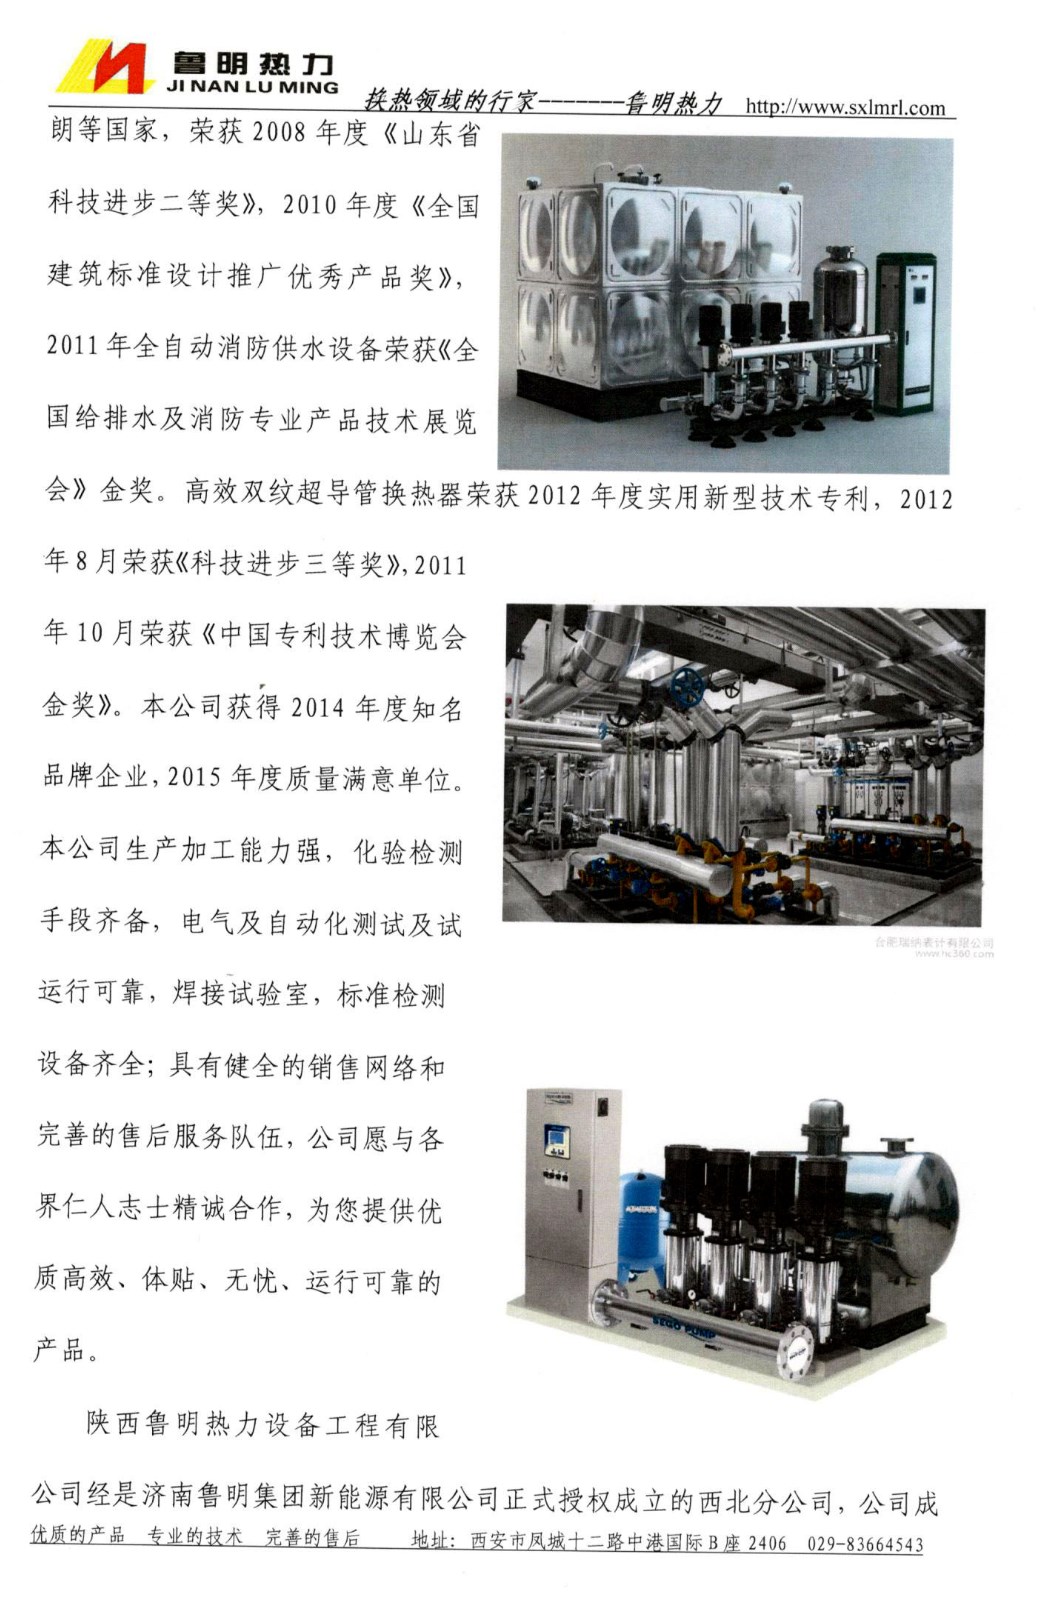 鲁明热力
JI NAN LU MING
换热领域的行家-------鲁明热力 http://www.sxlmrl.com
朗等国家，荣获 2008 年度《山东省
科技进步二等奖》，2010 年度《全国
建筑标准设计推广优秀产品奖》，
2011 年全自动消防供水设备荣获《全
国给排水及消防专业产品技术展览
会》金奖。高效双纹超导管换热器荣获 2012 年度实用新型技术专利，2012
年 8 月荣获《科技进步三等奖》，2011
年 10 月荣获《中国专利技术博览会
金奖》。本公司获得 2014 年度知名
品牌企业，2015 年度质量满意单位。
本公司生产加工能力强，化验检测
手段齐备，电气及自动化测试及试
运行可靠，焊接试验室，标准检测
设备齐全；具有健全的销售网络和
完善的售后服务队伍，公司愿与各
界仁人志士精诚合作，为您提供优
质高效、体贴、无忧、运行可靠的
产品。
合肥瑞纳表计有限公司
www.hc360.com
SEGO PUMP
陕西鲁明热力设备工程有限
公司经是济南鲁明集团新能源有限公司正式授权成立的西北分公司，公司成
优质的产品 专业的技术 完善的售后 地址：西安市凤城十二路中港国际 B 座 2406 029-83664543